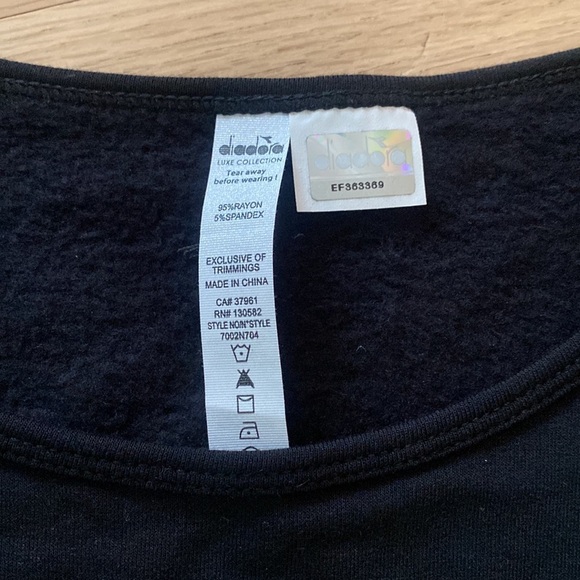 diadora
LUXE COLLECTION
Tear away
before wearing !
95%RAYON
5%SPANDEX
EXCLUSIVE OF
TRIMMINGS
MADE IN CHINA
CA# 37961
RN# 130582
STYLE NO/N°STYLE
7002N704
diadora
EF363369